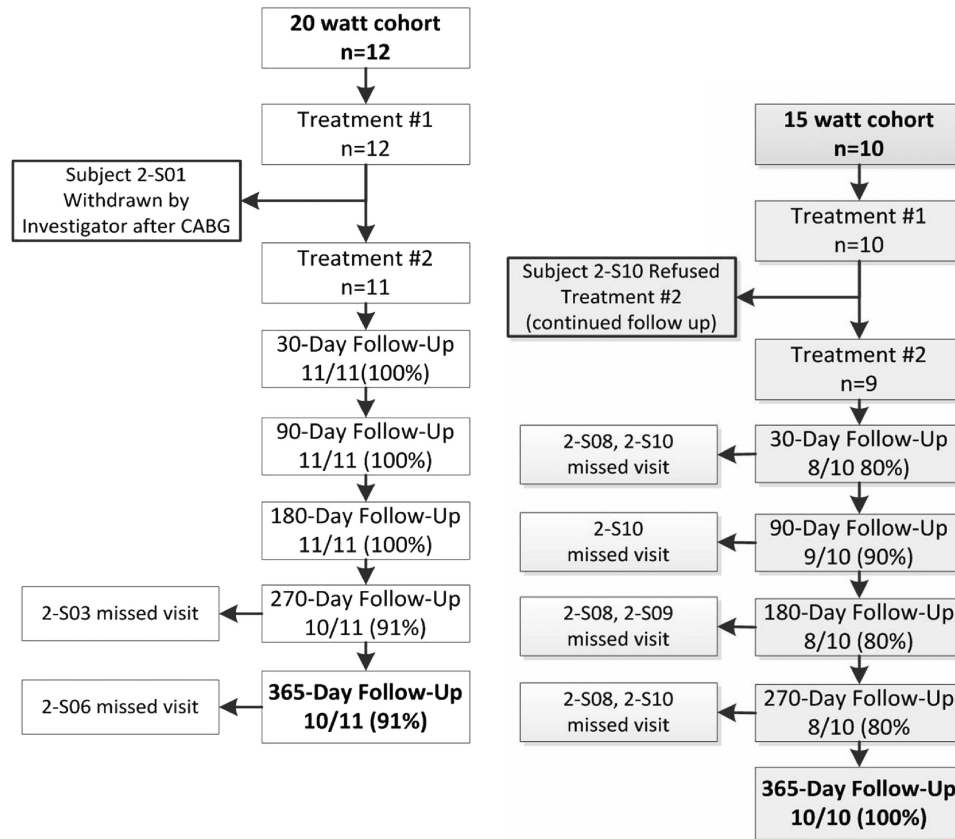 20 watt cohort
n=12
Treatment #1
n=12
Subject 2-S01
Withdrawn by
Investigator after CABG
Treatment #2
n=11
30-Day Follow-Up
11/11(100%)
90-Day Follow-Up
11/11 (100%)
180-Day Follow-Up
11/11 (100%)
270-Day Follow-Up
10/11 (91%)
2-S03 missed visit
365-Day Follow-Up
10/11 (91%)
2-S06 missed visit
15 watt cohort
n=10
Treatment #1
n=10
Subject 2-S10 Refused
Treatment #2
(continued follow up)
Treatment #2
n=9
30-Day Follow-Up
8/10 80%)
2-S08, 2-S10
missed visit
90-Day Follow-Up
9/10 (90%)
2-S10
missed visit
180-Day Follow-Up
8/10 (80%)
2-S08, 2-S09
missed visit
270-Day Follow-Up
8/10 (80%
2-S08, 2-S10
missed visit
365-Day Follow-Up
10/10 (100%)